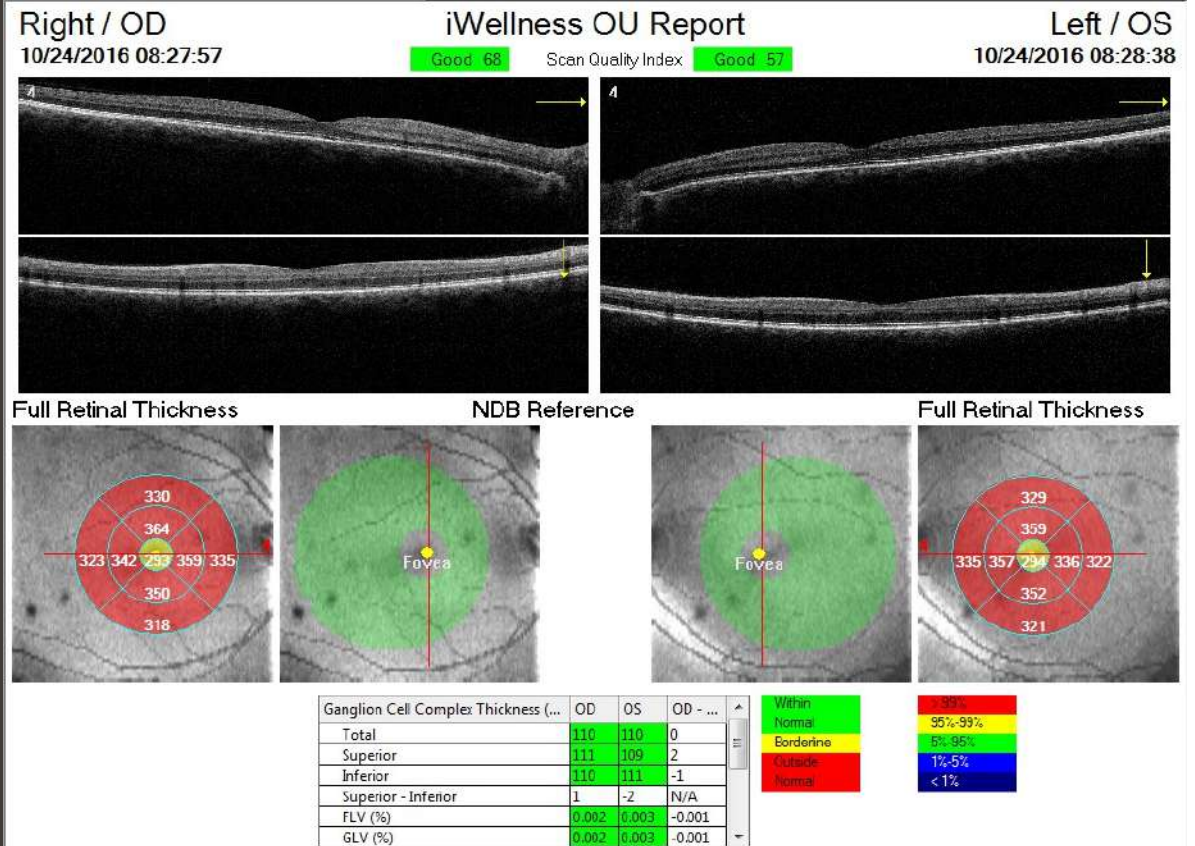 Right / OD
iWellness OU Report
Left / OS
10/24/2016 08:27:57
Good 68
Scan Quality Index
Good 57
10/24/2016 08:28:38
Full Retinal Thickness
NDB Reference
Full Retinal Thickness
330
364
323 342 293 359 335
350
318
Fovea
Fovea
329
359
335 357 294 336 322
352
321
Ganglion Cell Complex Thickness (... OD OS OD - ...
Total 110 110 0
Superior 111 109 2
Inferior 110 111 -1
Superior - Inferior 1 -2 N/A
FLV (%) 0.002 0.003 -0.001
GLV (%) 0.002 0.003 -0.001
Within
Normal
Borderline
Outside
Normal
> 99%
95%-99%
5%-95%
1%-5%
< 1%